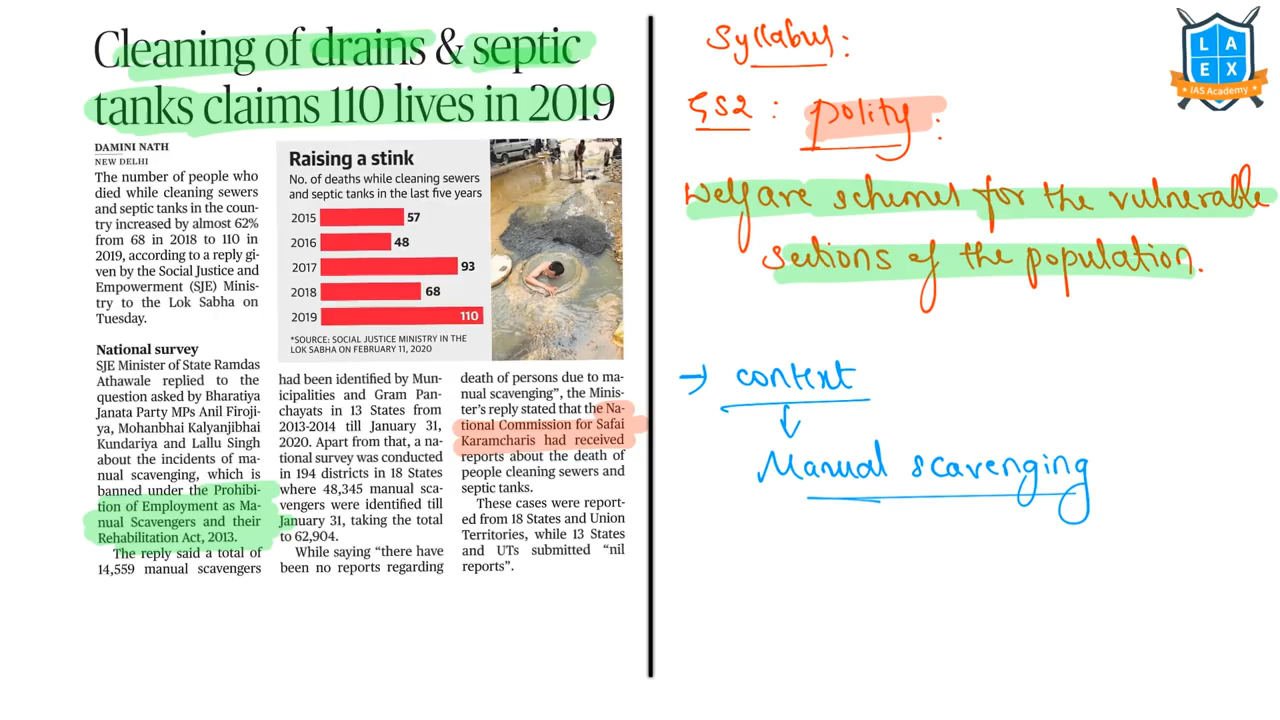 Cleaning of drains & septic
tanks claims 110 lives in 2019
DAMINI NATH
NEW DELHI
The number of people who
died while cleaning sewers
and septic tanks in the coun-
try increased by almost 62%
from 68 in 2018 to 110 in
2019, according to a reply gi-
ven by the Social Justice and
Empowerment (SJE) Minis-
try to the Lok Sabha on
Tuesday.
National survey
SJE Minister of State Ramdas
Athawale replied to the
question asked by Bharatiya
Janata Party MPs Anil Firoji-
ya, Mohanbhai Kalyanjibhai
Kundariya and Lallu Singh
about the incidents of ma-
nual scavenging, which is
banned under the Prohibi-
tion of Employment as Ma-
nual Scavengers and their
Rehabilitation Act, 2013.
The reply said a total of
14,559 manual scavengers
Raising a stink
No. of deaths while cleaning sewers
and septic tanks in the last five years
2015 57
2016 48
2017 93
2018 68
2019 110
*SOURCE: SOCIAL JUSTICE MINISTRY IN THE
LOK SABHA ON FEBRUARY 11, 2020
had been identified by Mun-
icipalities and Gram Pan-
chayats in 13 States from
2013-2014 till January 31,
2020. Apart from that, a na-
tional survey was conducted
in 194 districts in 18 States
where 48,345 manual sca-
vengers were identified till
January 31, taking the total
to 62,904.
While saying "there have
been no reports regarding
death of persons due to ma-
nual scavenging", the Minis-
ter's reply stated that the Na-
tional Commission for Safai
Karamcharis had received
reports about the death of
people cleaning sewers and
septic tanks.
These cases were report-
ed from 18 States and Union
Territories, while 13 States
and UTs submitted "nil
reports".
Syllabus:
GS2 : polity:
Welfare schemes for the vulnerable
sections of the population.
→ context
Manual scavenging
L A
E X
IAS Academy